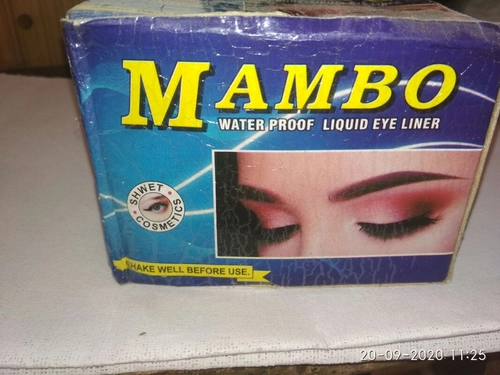 MAMBO
WATER PROOF LIQUID EYE LINER
SHWET
COSMETICS
SHAKE WELL BEFORE USE.
20-09-2020 11:25